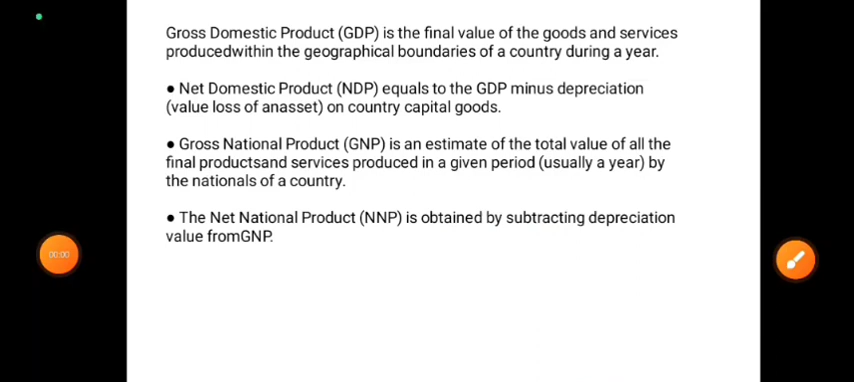 Gross Domestic Product (GDP) is the final value of the goods and services
producedwithin the geographical boundaries of a country during a year.
● Net Domestic Product (NDP) equals to the GDP minus depreciation
(value loss of anasset) on country capital goods.
● Gross National Product (GNP) is an estimate of the total value of all the
final productsand services produced in a given period (usually a year) by
the nationals of a country.
● The Net National Product (NNP) is obtained by subtracting depreciation
value fromGNP.
00:00